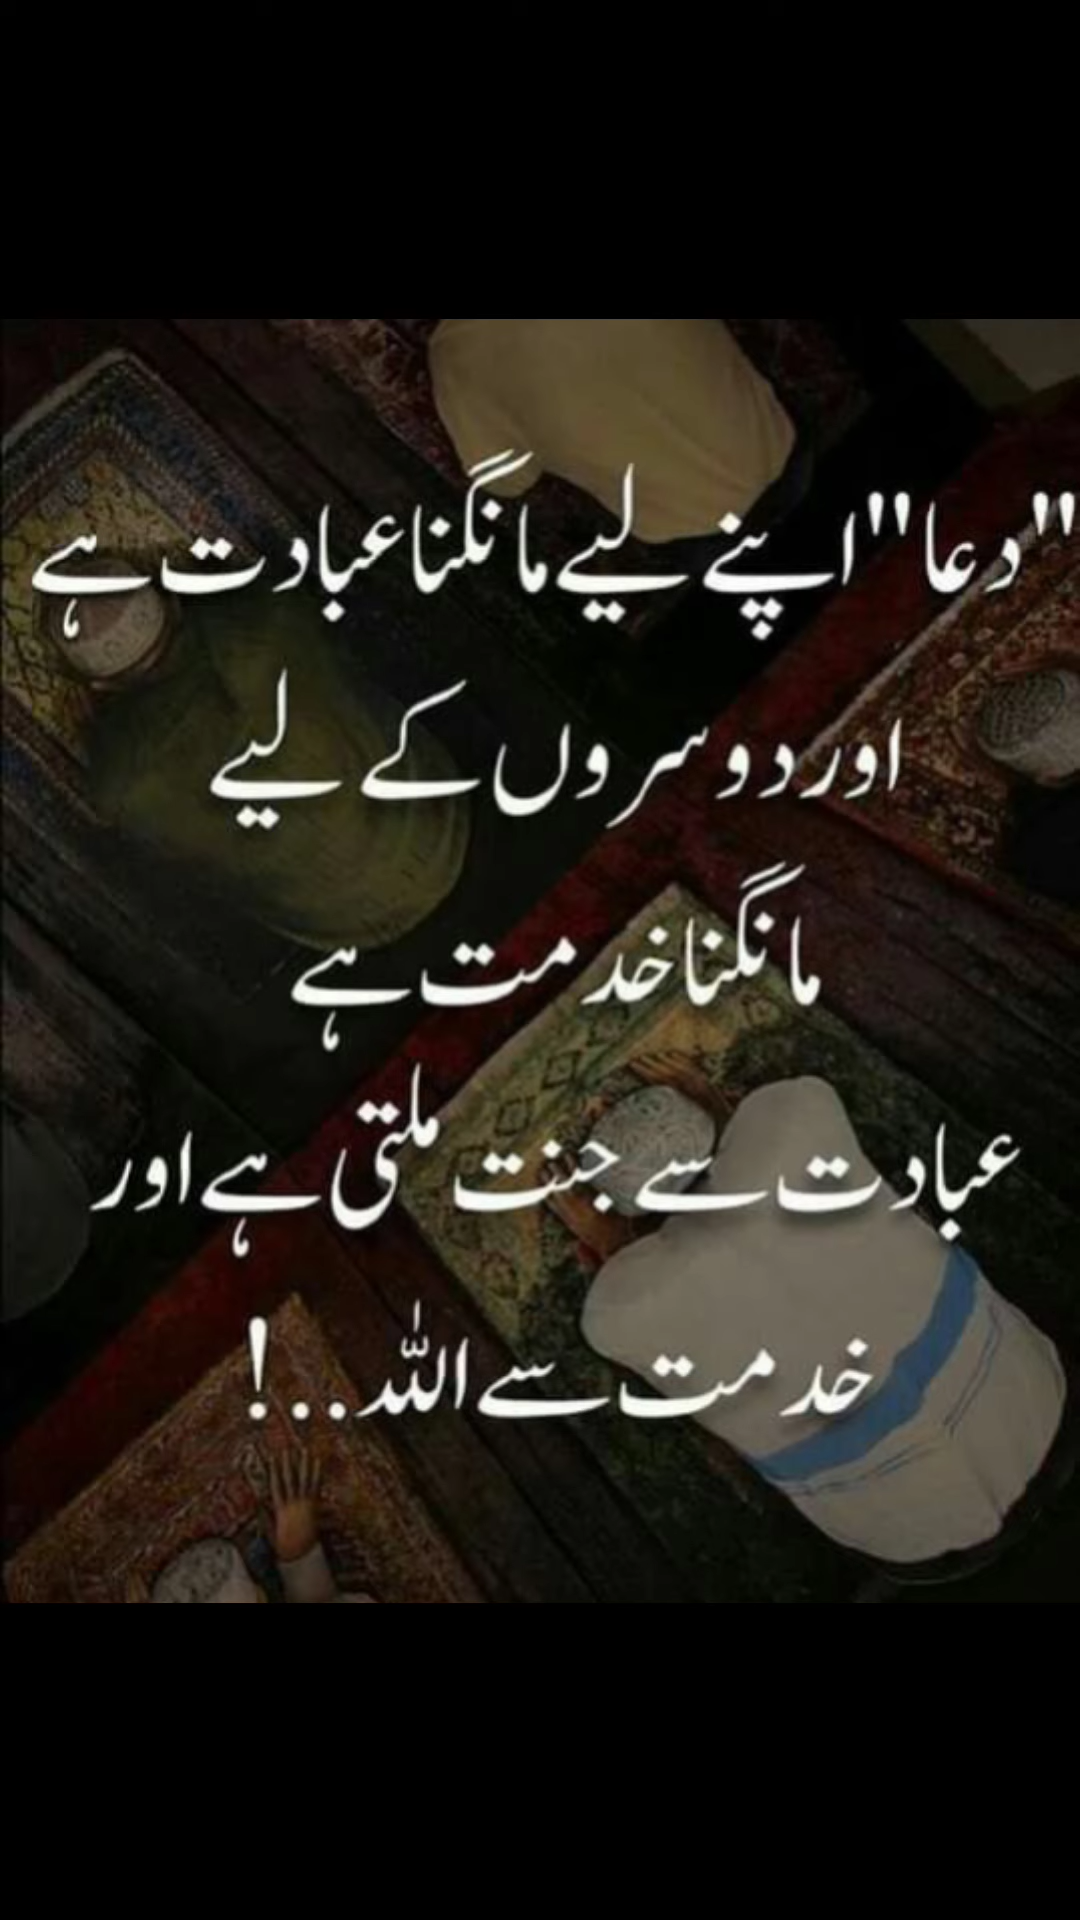 "دعا" اپنے لیے مانگنا عبادت ہے
اور دوسروں کے لیے
مانگنا خدمت ہے
عبادت سے جنت ملتی ہے اور
خدمت سے اللہ...!